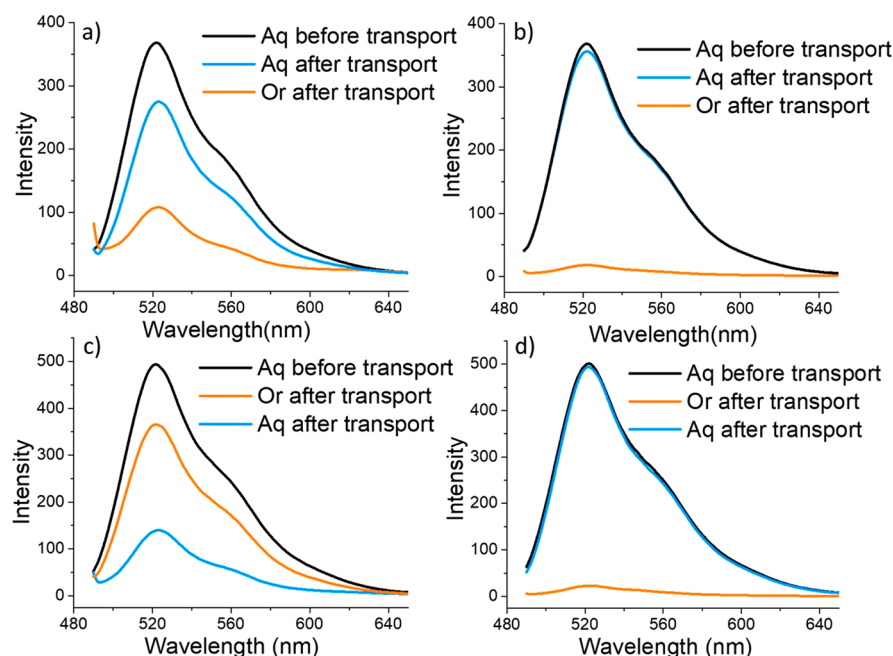 a)
Aq before transport
Aq after transport
Or after transport
Intensity
400
300
200
100
0
480 520 560 600 640
Wavelength(nm)
b)
Aq before transport
Aq after transport
Or after transport
Intensity
400
300
200
100
0
480 520 560 600 640
Wavelength(nm)
c)
Aq before transport
Or after transport
Aq after transport
Intensity
500
400
300
200
100
0
480 520 560 600 640
Wavelength (nm)
d)
Aq before transport
Or after transport
Aq after transport
Intensity
500
400
300
200
100
0
480 520 560 600 640
Wavelength (nm)